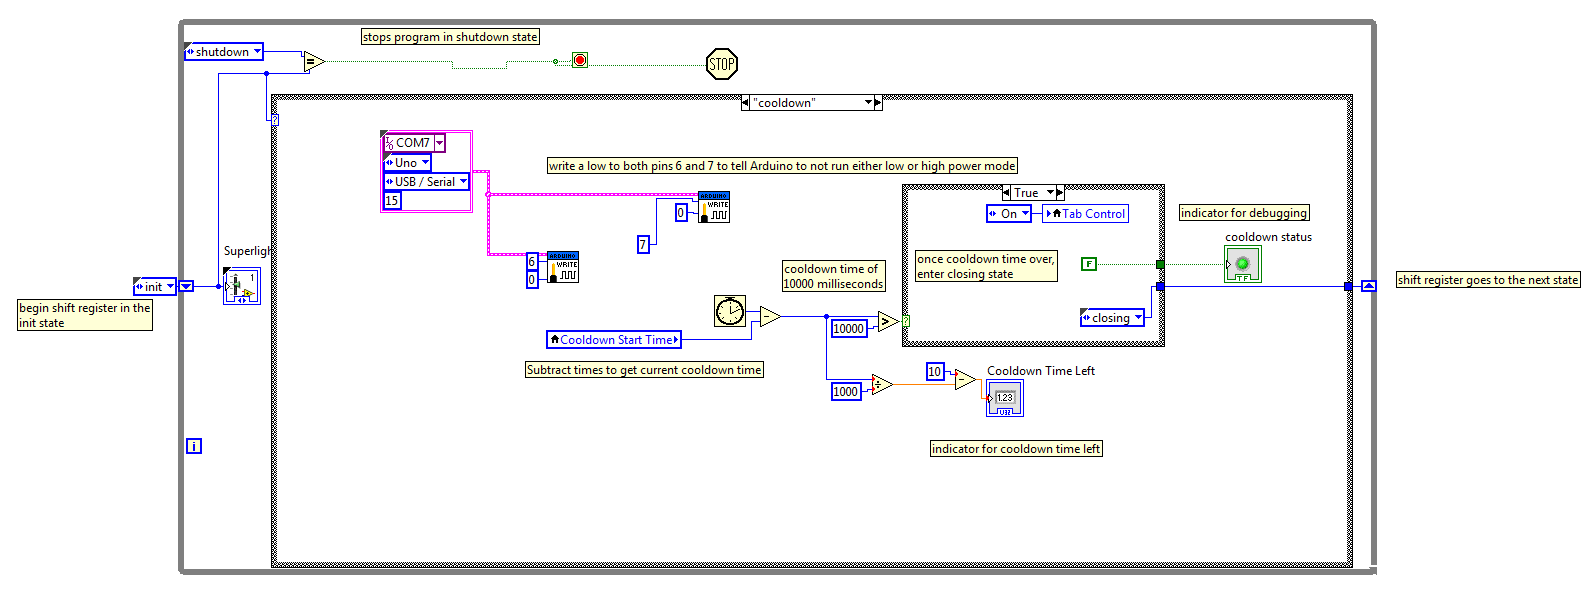 stops program in shutdown state
shutdown
=
STOP
"cooldown"
?
COM7
Uno
USB / Serial
15
write a low to both pins 6 and 7 to tell Arduino to not run either low or high power mode
ARDUINO
WRITE
0
7
ARDUINO
WRITE
6
0
True
On
Tab Control
indicator for debugging
cooldown status
TF
once cooldown time over,
enter closing state
F
closing
Superligh
1
init
begin shift register in the
init state
cooldown time of
10000 milliseconds
-
>
?
10000
Cooldown Start Time
Subtract times to get current cooldown time
÷
1000
10
-
Cooldown Time Left
1.23
U32
indicator for cooldown time left
shift register goes to the next state
i